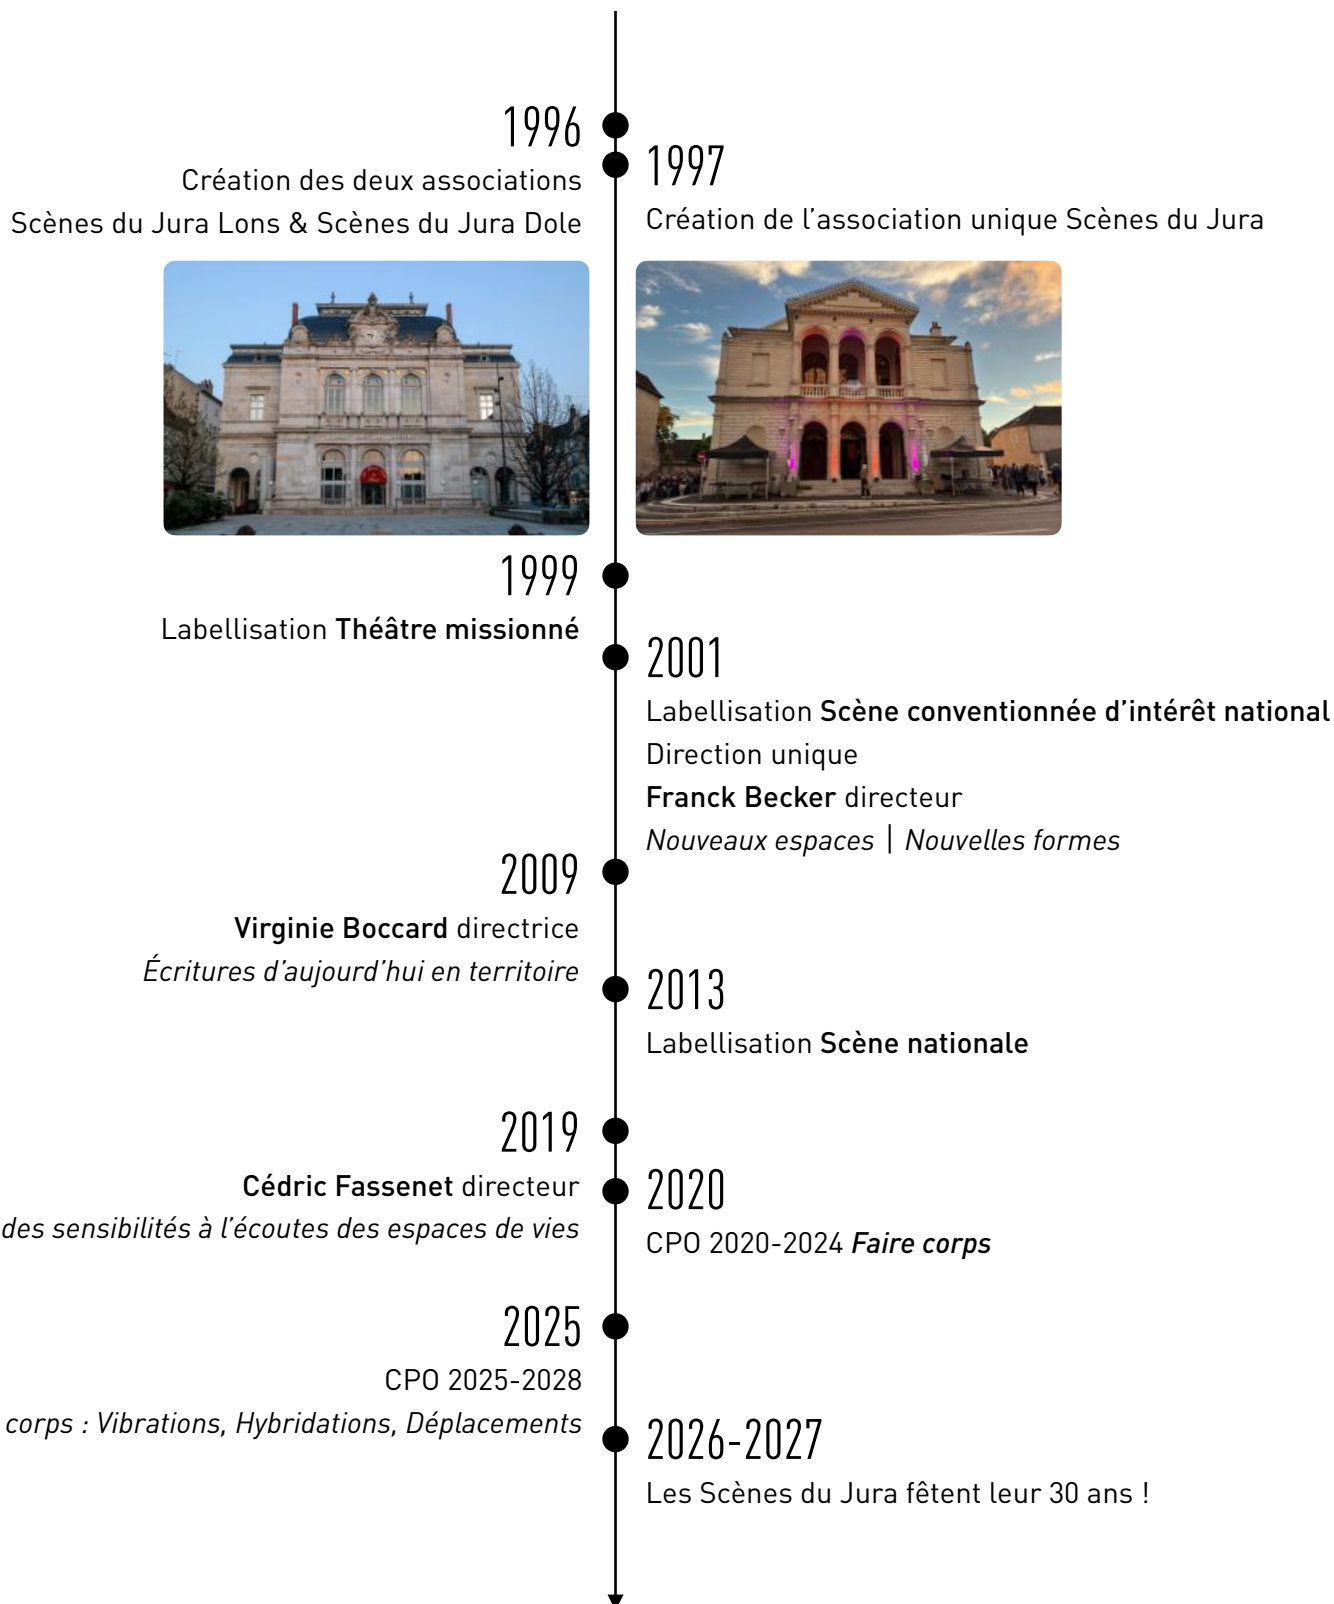 1996
Création des deux associations
Scènes du Jura Lons & Scènes du Jura Dole
1997
Création de l’association unique Scènes du Jura
1999
Labellisation Théâtre missionné
2001
Labellisation Scène conventionnée d’intérêt national
Direction unique
Franck Becker directeur
Nouveaux espaces | Nouvelles formes
2009
Virginie Boccard directrice
Écritures d’aujourd’hui en territoire
2013
Labellisation Scène nationale
2019
Cédric Fassenet directeur
des sensibilités à l’écoutes des espaces de vies
2020
CPO 2020-2024 Faire corps
2025
CPO 2025-2028
corps : Vibrations, Hybridations, Déplacements
2026-2027
Les Scènes du Jura fêtent leur 30 ans !